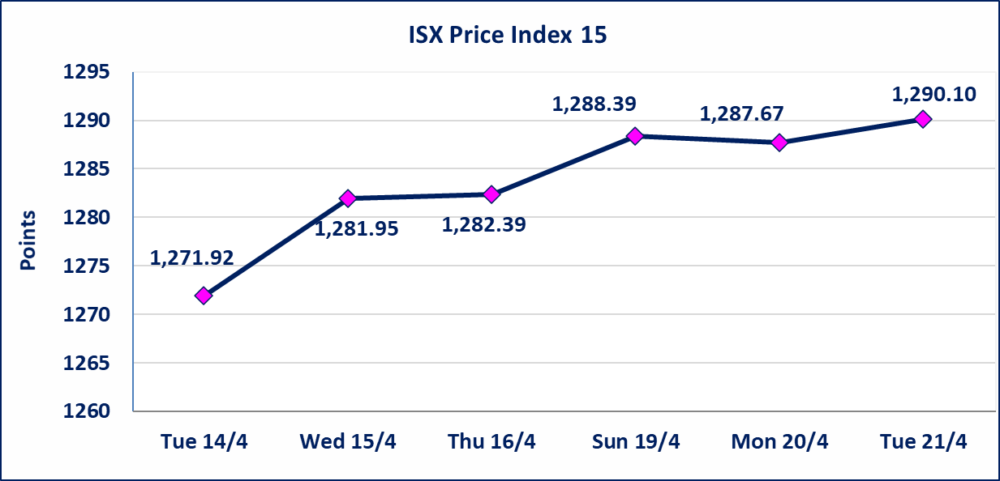 ISX Price Index 15
1295
1290
1285
1280
1275
1270
1265
1260
Points
1,271.92
1,281.95
1,282.39
1,288.39
1,287.67
1,290.10
Tue 14/4
Wed 15/4
Thu 16/4
Sun 19/4
Mon 20/4
Tue 21/4